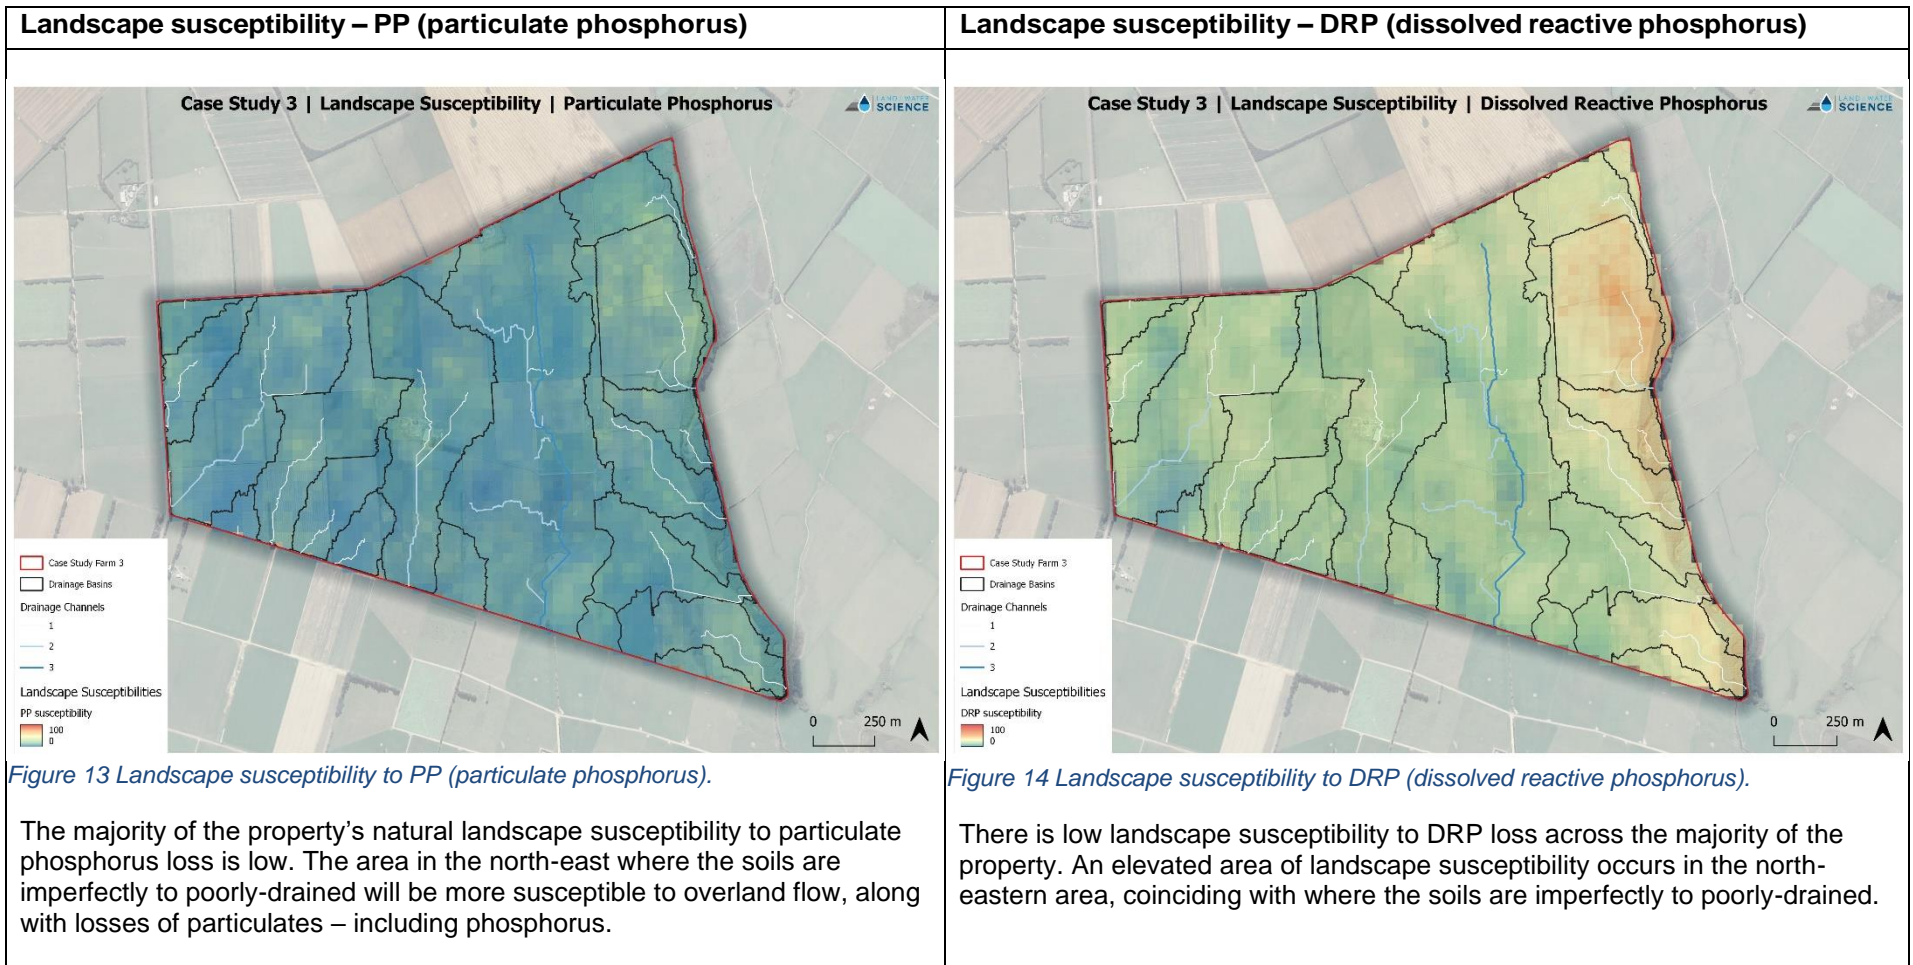 Landscape susceptibility – PP (particulate phosphorus)
Case Study 3 | Landscape Susceptibility | Particulate Phosphorus
LAND + WATER
SCIENCE
Case Study Farm 3
Drainage Basins
Drainage Channels
1
2
3
Landscape Susceptibilities
PP susceptibility
100
0
0 250 m
Figure 13 Landscape susceptibility to PP (particulate phosphorus).
The majority of the property’s natural landscape susceptibility to particulate
phosphorus loss is low. The area in the north-east where the soils are
imperfectly to poorly-drained will be more susceptible to overland flow, along
with losses of particulates – including phosphorus.
Landscape susceptibility – DRP (dissolved reactive phosphorus)
Case Study 3 | Landscape Susceptibility | Dissolved Reactive Phosphorus
LAND + WATER
SCIENCE
Case Study Farm 3
Drainage Basins
Drainage Channels
1
2
3
Landscape Susceptibilities
DRP susceptibility
100
0
0 250 m
Figure 14 Landscape susceptibility to DRP (dissolved reactive phosphorus).
There is low landscape susceptibility to DRP loss across the majority of the
property. An elevated area of landscape susceptibility occurs in the north-
eastern area, coinciding with where the soils are imperfectly to poorly-drained.